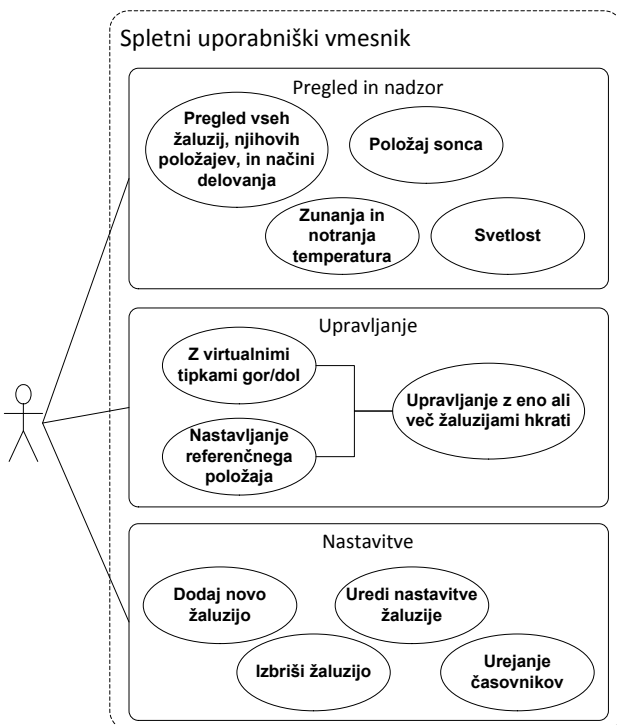 Spletni uporabniški vmesnik
Pregled in nadzor
Pregled vseh
žaluzij, njihovih
položajev, in načini
delovanja
Položaj sonca
Zunanja in
notranja
temperatura
Svetlost
Upravljanje
Z virtualnimi
tipkami gor/dol
Nastavljanje
referenčnega
položaja
Upravljanje z eno ali
več žaluzijami hkrati
Nastavitve
Dodaj novo
žaluzijo
Uredi nastavitve
žaluzije
Izbriši žaluzijo
Urejanje
časovnikov